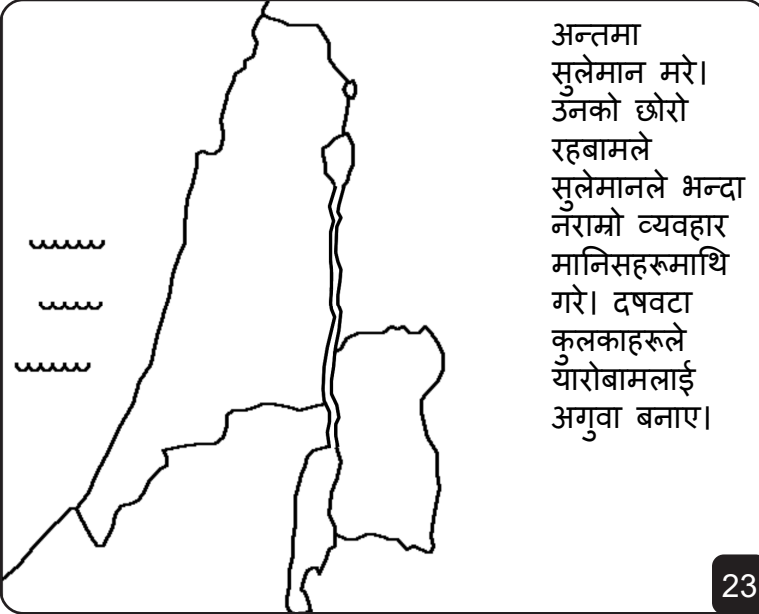 अन्तमा
सुलेमान मरे।
उनको छोरो
रहबामले
सुलेमानले भन्दा
नराम्रो व्यवहार
मानिसहरूमाथि
गरे। दषवटा
कुलकाहरूले
यारोबामलाई
अगुवा बनाए।
23